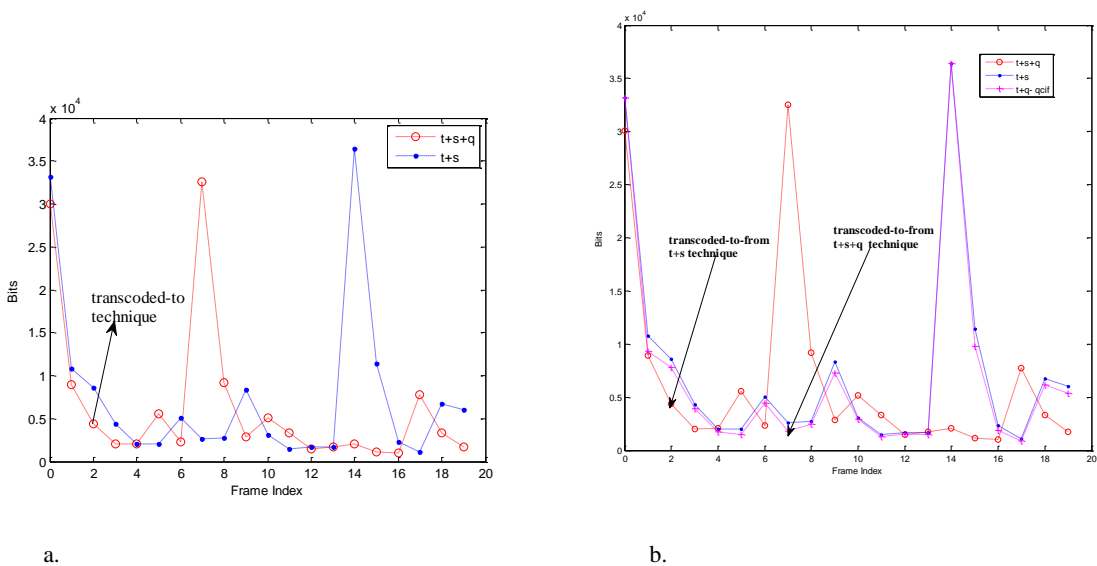 x 10^4
4
3.5
3
2.5
2
1.5
1
0.5
0
Bits
t+s+q
t+s
transcoded-to
technique
0 2 4 6 8 10 12 14 16 18 20
Frame Index
a.
x 10^4
4
3.5
3
2.5
2
1.5
1
0.5
0
Bits
t+s+q
t+s
t+q- qcif
transcoded-to-from
t+s technique
transcoded-to-from
t+s+q technique
0 2 4 6 8 10 12 14 16 18 20
Frame Index
b.